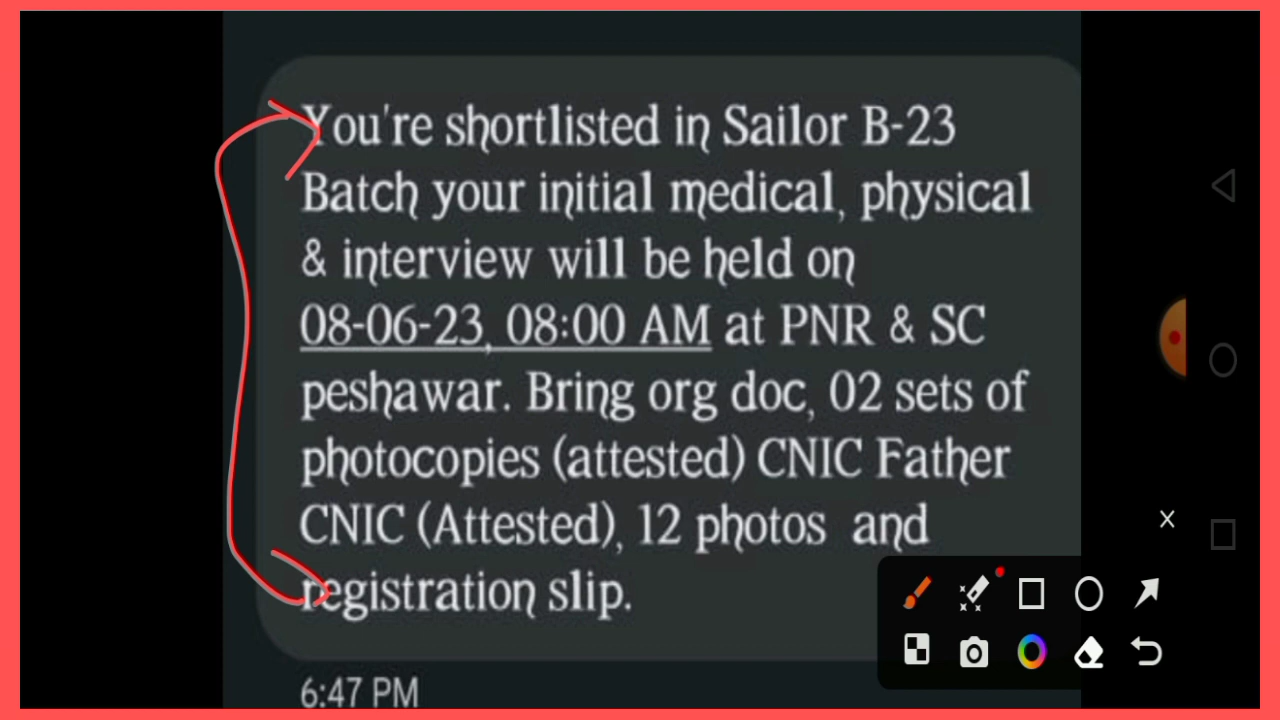 You're shortlisted in Sailor B-23
Batch your initial medical, physical
& interview will be held on
08-06-23, 08:00 AM at PNR & SC
peshawar. Bring org doc, 02 sets of
photocopies (attested) CNIC Father
CNIC (Attested), 12 photos and
registration slip.
6:47 PM